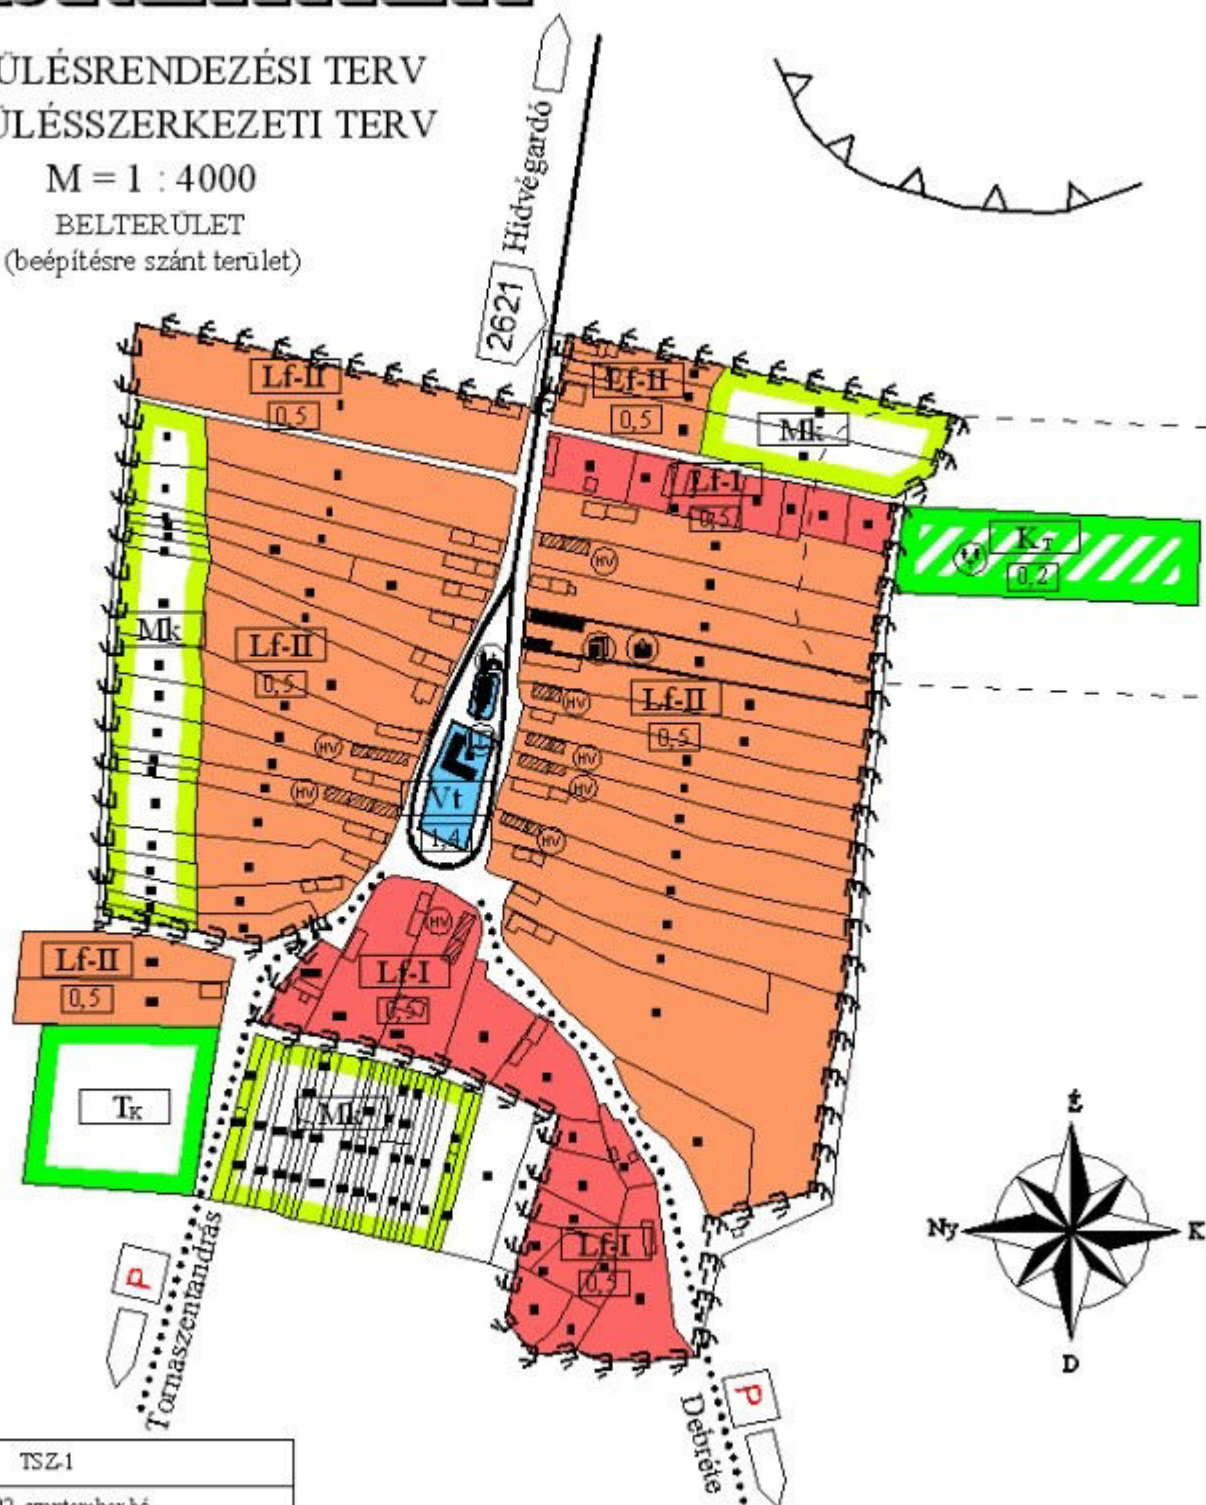 ÜLÉSRENDEZÉSI TERV
ÜLÉSSZERKEZETI TERV
M = 1 : 4000
BELTERÜLET
(beépítésre szánt terület)
Hidvégardó
2621
Lf-II
0,5
Lf-II
0,5
Mk
Lf-I
0,5
KT
0,2
HV
Mk
Lf-II
0,5
Lf-II
0,5
HV
HV
HV
HV
HV
Vt
1,4
HV
HV
Lf-II
0,5
Lf-I
0,5
TK
Mk
Lf-I
0,5
É
Ny
K
D
P
Tornaszentandrás
P
Debréte
TSZ-1
szeptember hó